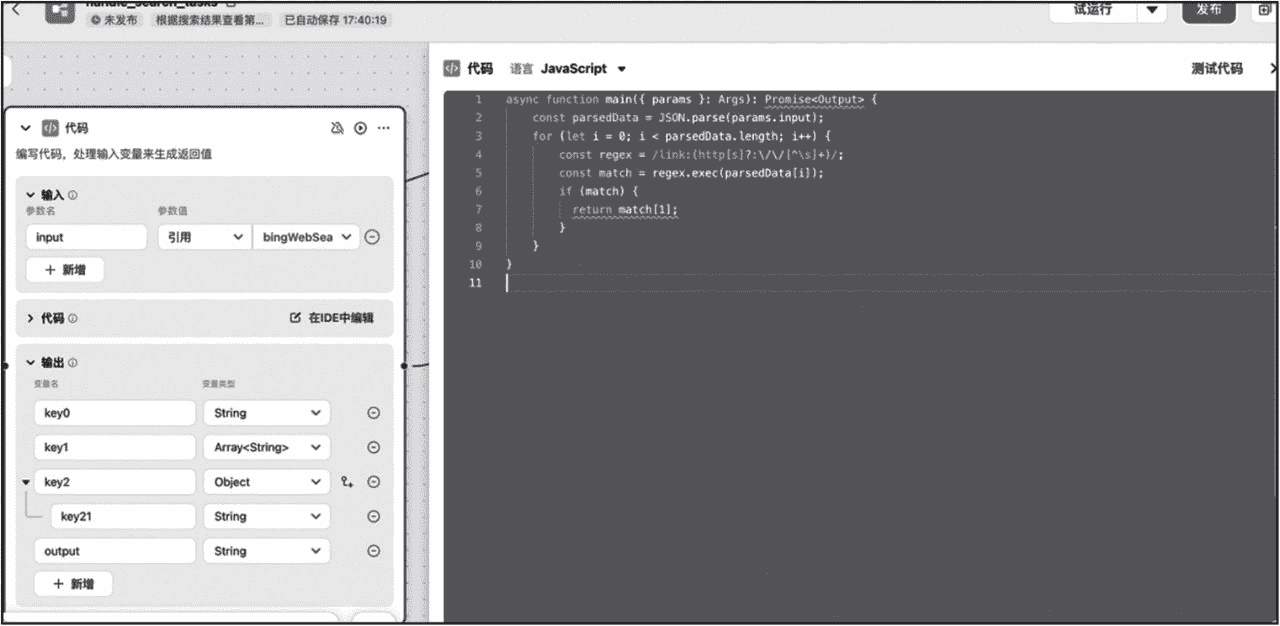 handle_search_tasks
未发布 根据搜索结果查看第... 已自动保存 17:40:19
试运行 发布
代码
编写代码，处理输入变量来生成返回值
输入
参数名 参数值
input 引用 bingWebSea
+ 新增
代码 在IDE中编辑
输出
变量名 变量类型
key0 String
key1 Array<String>
key2 Object
key21 String
output String
+ 新增
代码 语言 JavaScript 测试代码
1 async function main({ params }: Args): Promise<Output> {
2 const parsedData = JSON.parse(params.input);
3 for (let i = 0; i < parsedData.length; i++) {
4 const regex = /link:(http[s]?:\/\/[^\s]+)/;
5 const match = regex.exec(parsedData[i]);
6 if (match) {
7 return match[1];
8 }
9 }
10 }
11